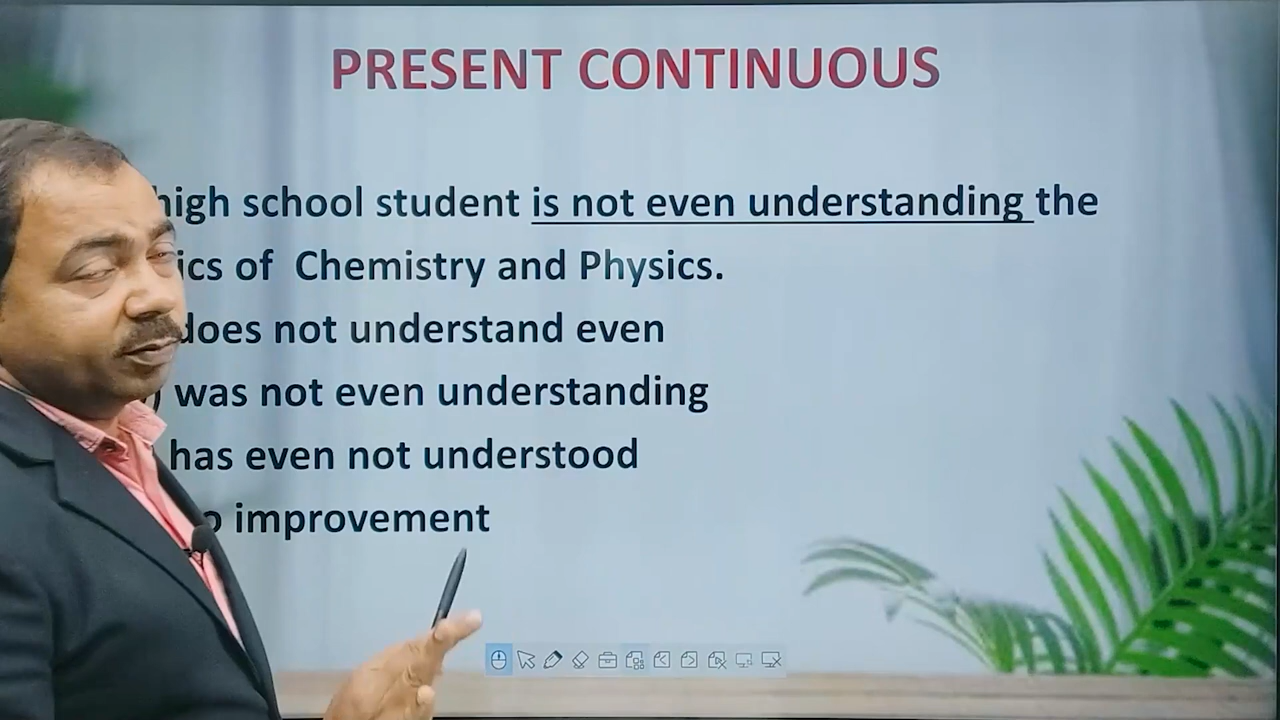 PRESENT CONTINUOUS
high school student is not even understanding the
ics of Chemistry and Physics.
does not understand even
) was not even understanding
has even not understood
o improvement